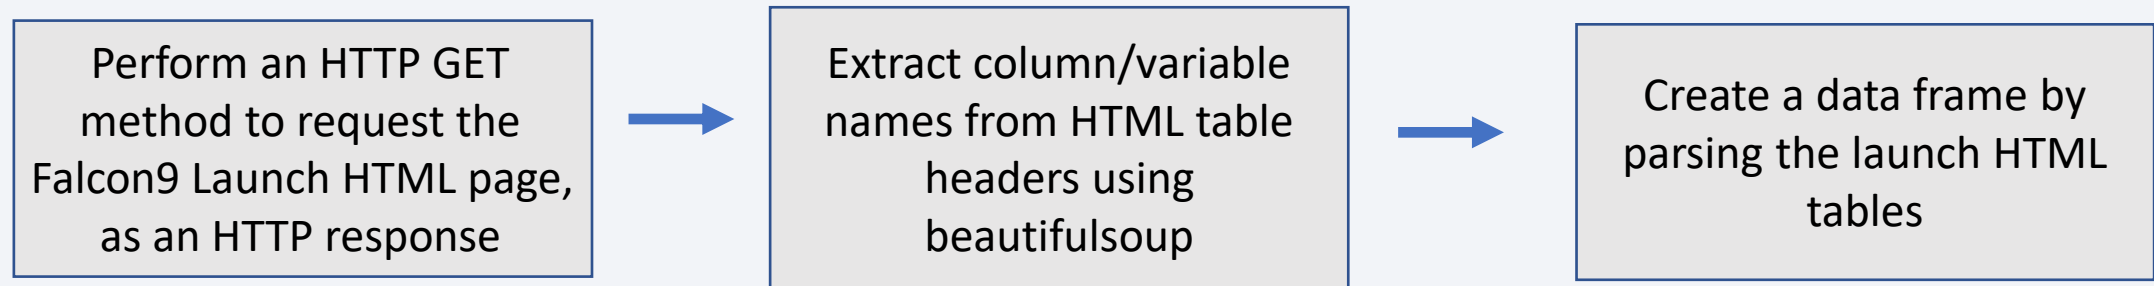 Perform an HTTP GET
method to request the
Falcon9 Launch HTML page,
as an HTTP response
Extract column/variable
names from HTML table
headers using
beautifulsoup
Create a data frame by
parsing the launch HTML
tables